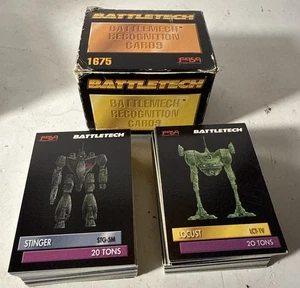 BATTLETECH
BATTLEMECH
RECOGNITION
CARDS
FASA
1675
BATTLETECH
BATTLEMECH
RECOGNITION
CARDS
FASA
BATTLETECH
STINGER
STG-5M
20 TONS
FASA
BATTLETECH
LOCUST
LCT-1V
20 TONS